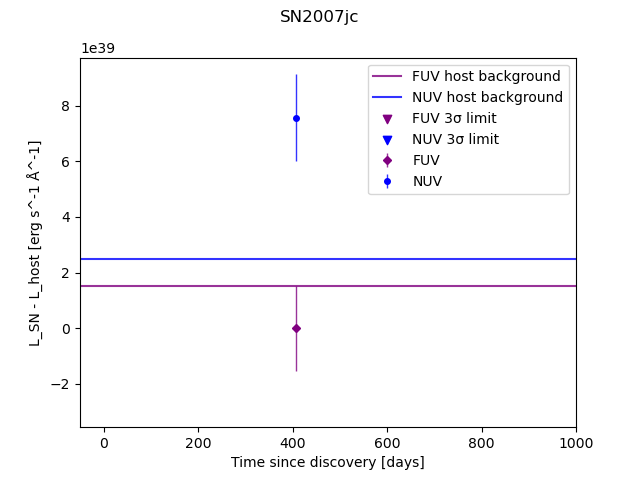 SN2007jc
1e39
FUV host background
NUV host background
FUV 3σ limit
NUV 3σ limit
FUV
NUV
L_SN - L_host [erg s^-1 Å^-1]
8
6
4
2
0
−2
0 200 400 600 800 1000
Time since discovery [days]